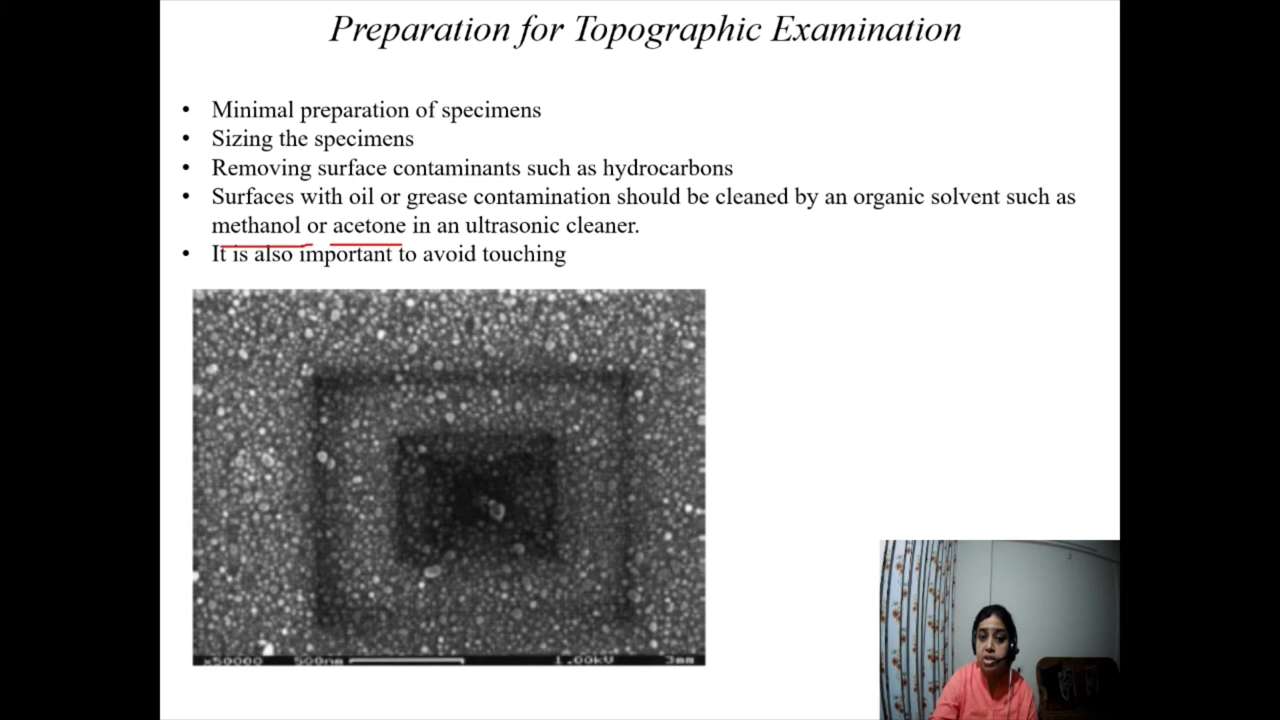 Preparation for Topographic Examination
• Minimal preparation of specimens
• Sizing the specimens
• Removing surface contaminants such as hydrocarbons
• Surfaces with oil or grease contamination should be cleaned by an organic solvent such as
methanol or acetone in an ultrasonic cleaner.
• It is also important to avoid touching
x50000 500nm 1.00kV 3mm